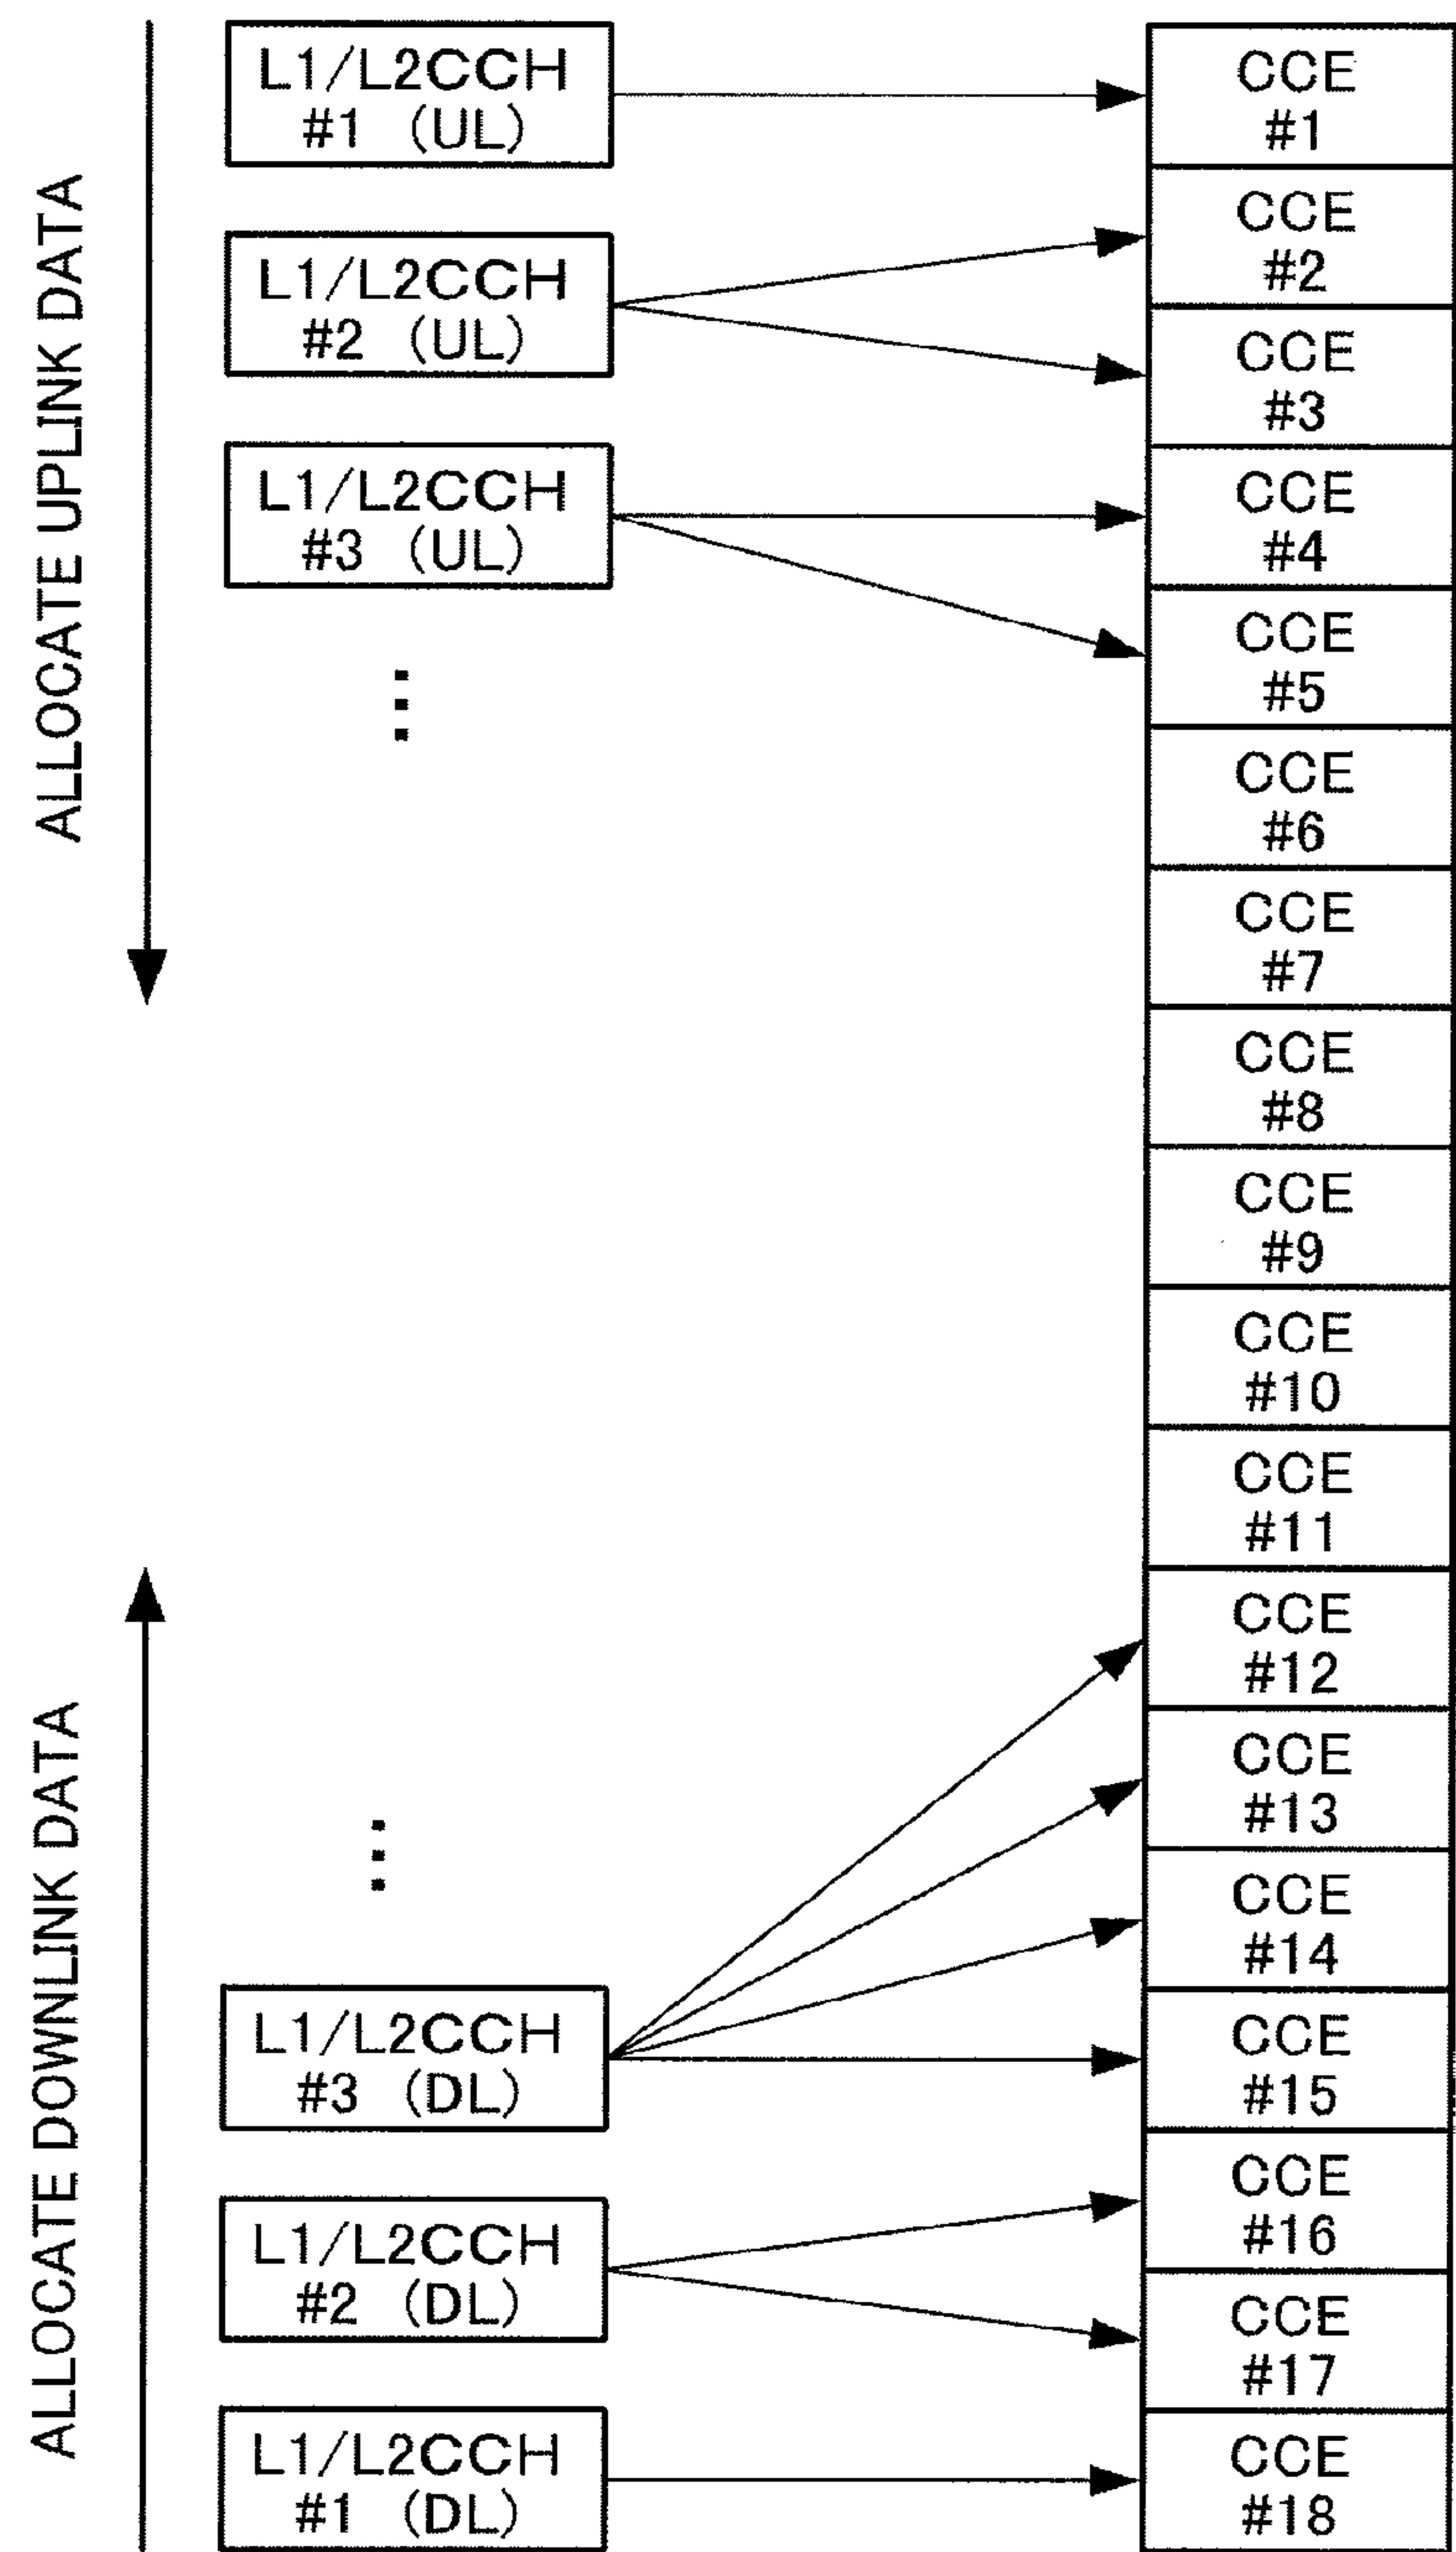 ALLOCATE UPLINK DATA
L1/L2CCH
#1 (UL)
L1/L2CCH
#2 (UL)
L1/L2CCH
#3 (UL)
ALLOCATE DOWNLINK DATA
L1/L2CCH
#3 (DL)
L1/L2CCH
#2 (DL)
L1/L2CCH
#1 (DL)
CCE
#1
CCE
#2
CCE
#3
CCE
#4
CCE
#5
CCE
#6
CCE
#7
CCE
#8
CCE
#9
CCE
#10
CCE
#11
CCE
#12
CCE
#13
CCE
#14
CCE
#15
CCE
#16
CCE
#17
CCE
#18